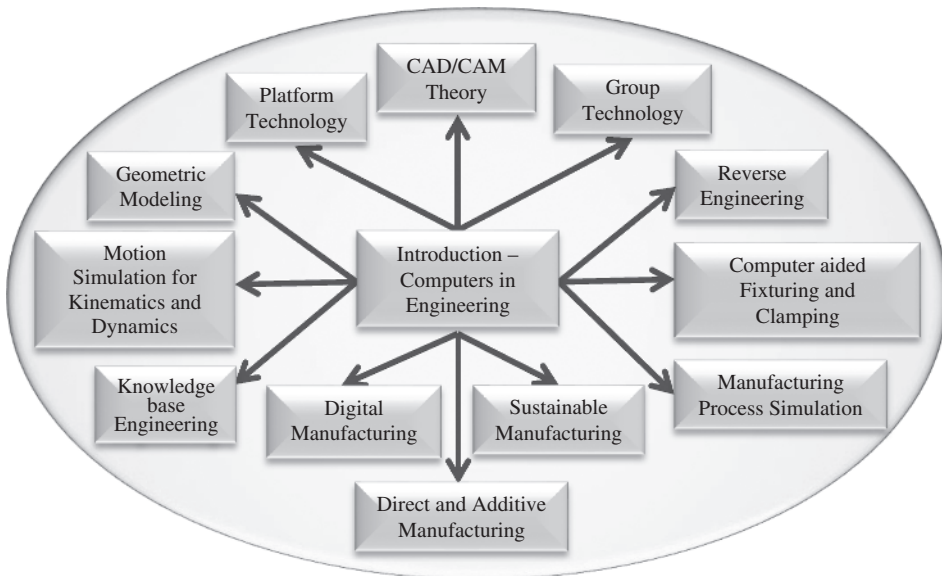 CAD/CAM
Theory
Platform
Technology
Group
Technology
Geometric
Modeling
Reverse
Engineering
Motion
Simulation for
Kinematics and
Dynamics
Introduction –
Computers in
Engineering
Computer aided
Fixturing and
Clamping
Knowledge
base
Engineering
Digital
Manufacturing
Sustainable
Manufacturing
Manufacturing
Process Simulation
Direct and Additive
Manufacturing